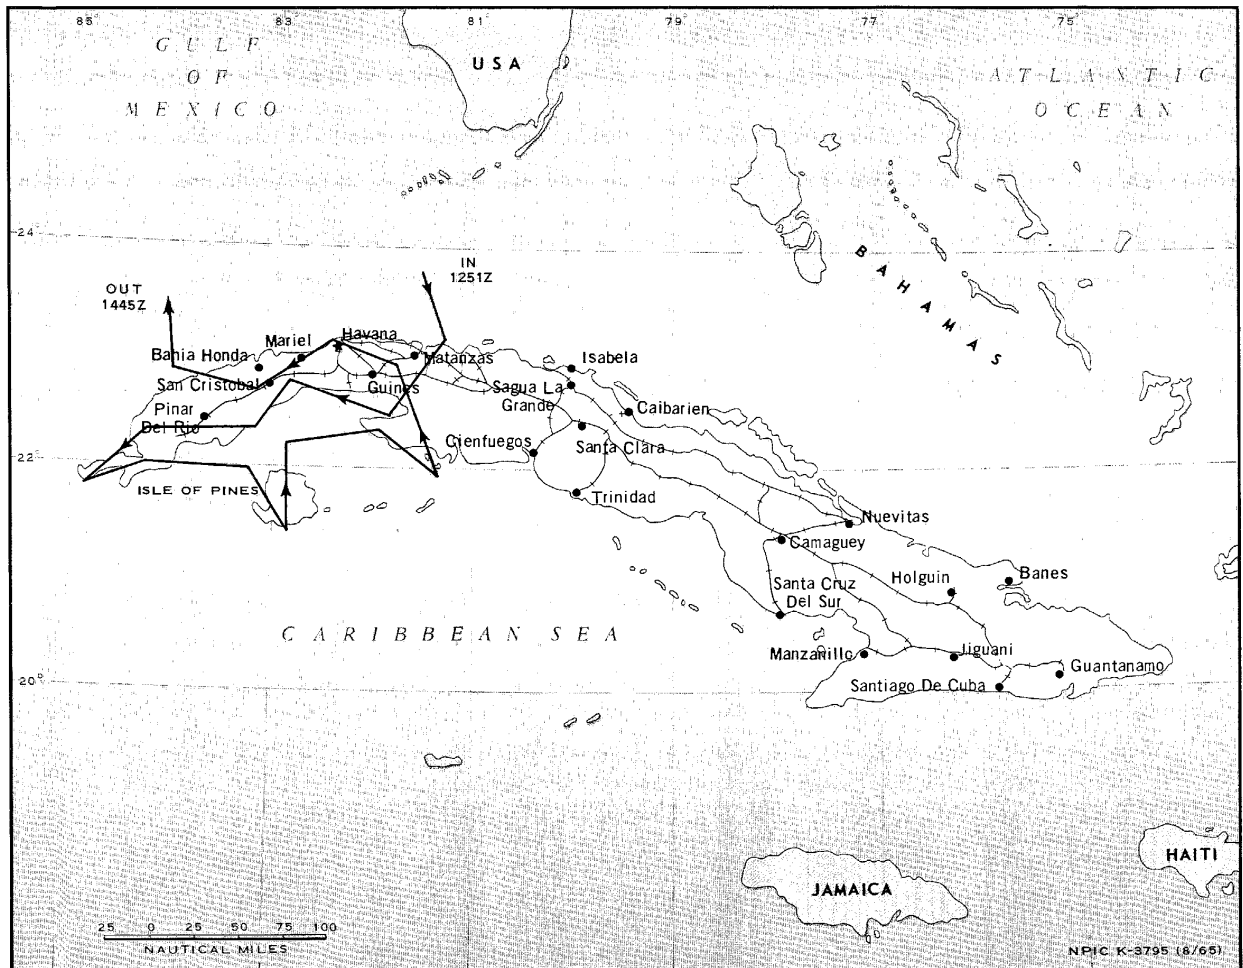 85° 83° 81 79° 77 75°
GULF
OF
MEXICO
USA
ATLANTIC
OCEAN
24°
BAHAMAS
IN
1251Z
OUT
1445Z
Havana
Mariel
Bahia Honda
Matanzas
San Cristobal
Guines
Isabela
Sagua La
Grande
Pinar
Del Rio
Caibarien
Cienfuegos
Santa Clara
22°
ISLE OF PINES
Trinidad
Nuevitas
Camaguey
Holguin
Banes
Santa Cruz
Del Sur
CARIBBEAN SEA
Manzanillo
Jiguani
Guantanamo
Santiago De Cuba
20°
HAITI
JAMAICA
25 0 25 50 75 100
NAUTICAL MILES
NPIC K-3795 (8/65)